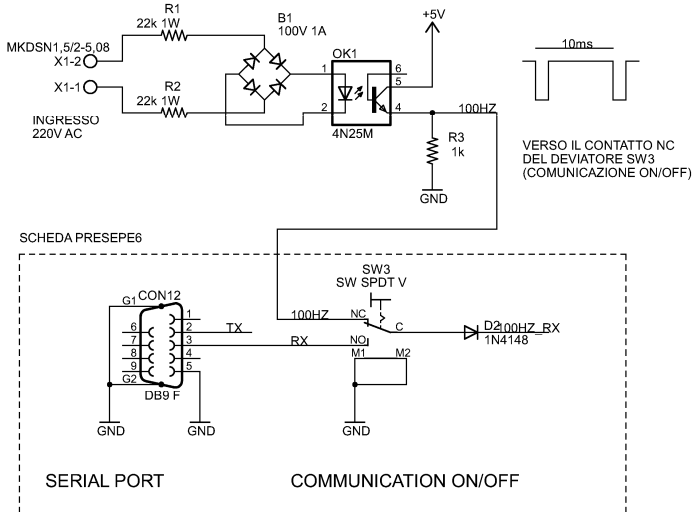 R1
22k 1W
B1
100V 1A
+5V
MKDSN1,5/2-5,08
X1-2
X1-1
OK1
1
2
6
5
4
4N25M
R2
22k 1W
INGRESSO
220V AC
100HZ
R3
1k
GND
10ms
VERSO IL CONTATTO NC
DEL DEVIATORE SW3
(COMUNICAZIONE ON/OFF)
SCHEDA PRESEPE6
SW3
SW SPDT V
G1
CON12
1
6
2
TX
7
3
RX
8
4
9
5
G2
DB9 F
GND
GND
100HZ
NC
C
NO
M1
M2
GND
D2
100HZ_RX
1N4148
SERIAL PORT
COMMUNICATION ON/OFF